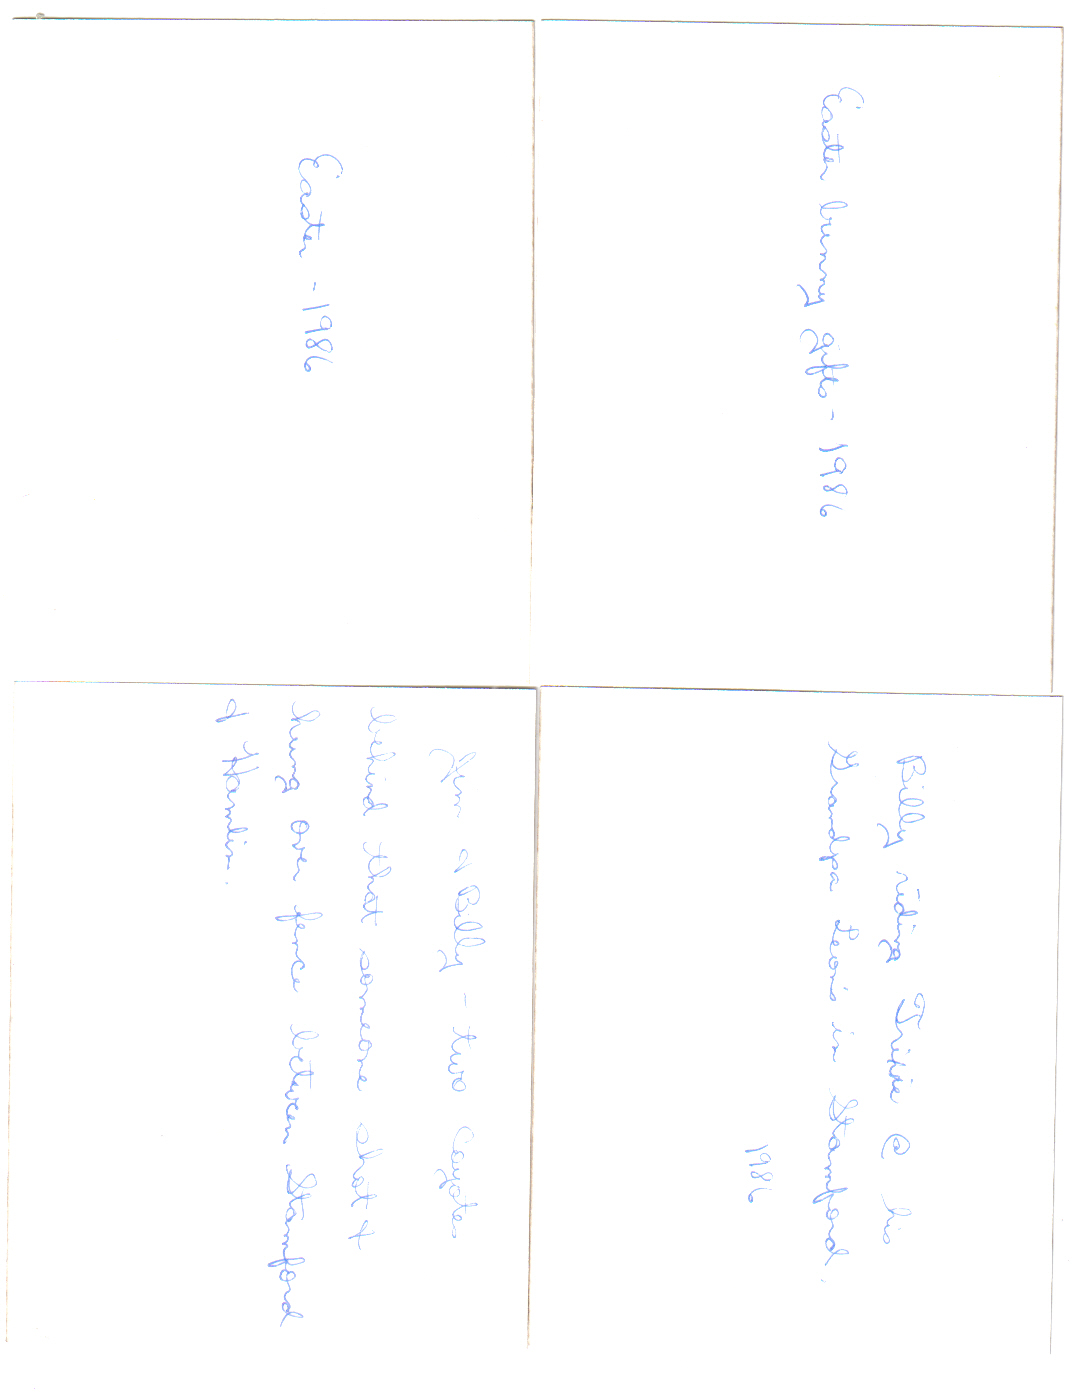 Easter - 1986
Easter bunny gifts - 1986
Jim & Billy - two Coyotes
behind that someone shot &
hung over fence between Stamford
& Hamlin.
Billy riding Trixie @ his
Grandpa Leon's in Stamford.
1986